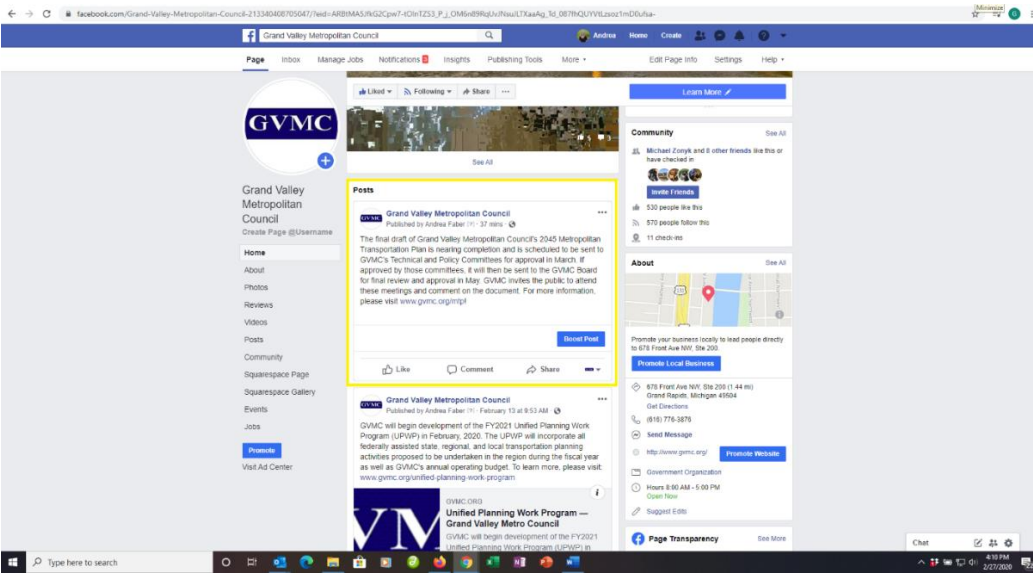 Minimize
facebook.com/Grand-Valley-Metropolitan-Council-213340408705047/
Grand Valley Metropolitan Council
Andrea Home Create
Page Inbox Manage Jobs Notifications 3 Insights Publishing Tools More Edit Page Info Settings Help
Liked Following Share ...
Learn More
GVMC
5 3
See All
Grand Valley
Metropolitan
Council
Create Page @Username
Home
About
Photos
Reviews
Videos
Posts
Community
Squarespace Page
Squarespace Gallery
Events
Jobs
Promote
Visit Ad Center
Posts
GVMC
Grand Valley Metropolitan Council
Published by Andrea Faber [?] · 37 mins ·
The final draft of Grand Valley Metropolitan Council's 2045 Metropolitan
Transportation Plan is nearing completion and is scheduled to be sent to
GVMC's Technical and Policy Committees for approval in March. If
approved by those committees, it will then be sent to the GVMC Board
for final review and approval in May. GVMC invites the public to attend
these meetings and comment on the document. For more information,
please visit www.gvmc.org/mtp!
Boost Post
Like Comment Share
GVMC
Grand Valley Metropolitan Council
Published by Andrea Faber [?] · February 13 at 9:53 AM ·
GVMC will begin development of the FY2021 Unified Planning Work
Program (UPWP) in February, 2020. The UPWP will incorporate all
federally assisted state, regional, and local transportation planning
activities proposed to be undertaken in the region during the fiscal year
as well as GVMC's annual operating budget. To learn more, please visit:
www.gvmc.org/unified-planning-work-program
GVMC.ORG
Unified Planning Work Program —
Grand Valley Metro Council
GVMC will begin development of the FY2021
Unified Planning Work Program (UPWP) in
Community See All
Michael Zonyk and 8 other friends like this or
have checked in
Invite Friends
530 people like this
570 people follow this
11 check-ins
About See All
Promote your business locally to lead people directly
to 678 Front Ave NW, Ste 200.
Promote Local Business
678 Front Ave NW, Ste 200 (1.44 mi)
Grand Rapids, Michigan 49504
Get Directions
(616) 776-3876
Send Message
http://www.gvmc.org/ Promote Website
Government Organization
Hours 8:00 AM - 5:00 PM
Open Now
Suggest Edits
Page Transparency See More
Chat
Type here to search
4:10 PM
2/27/2020